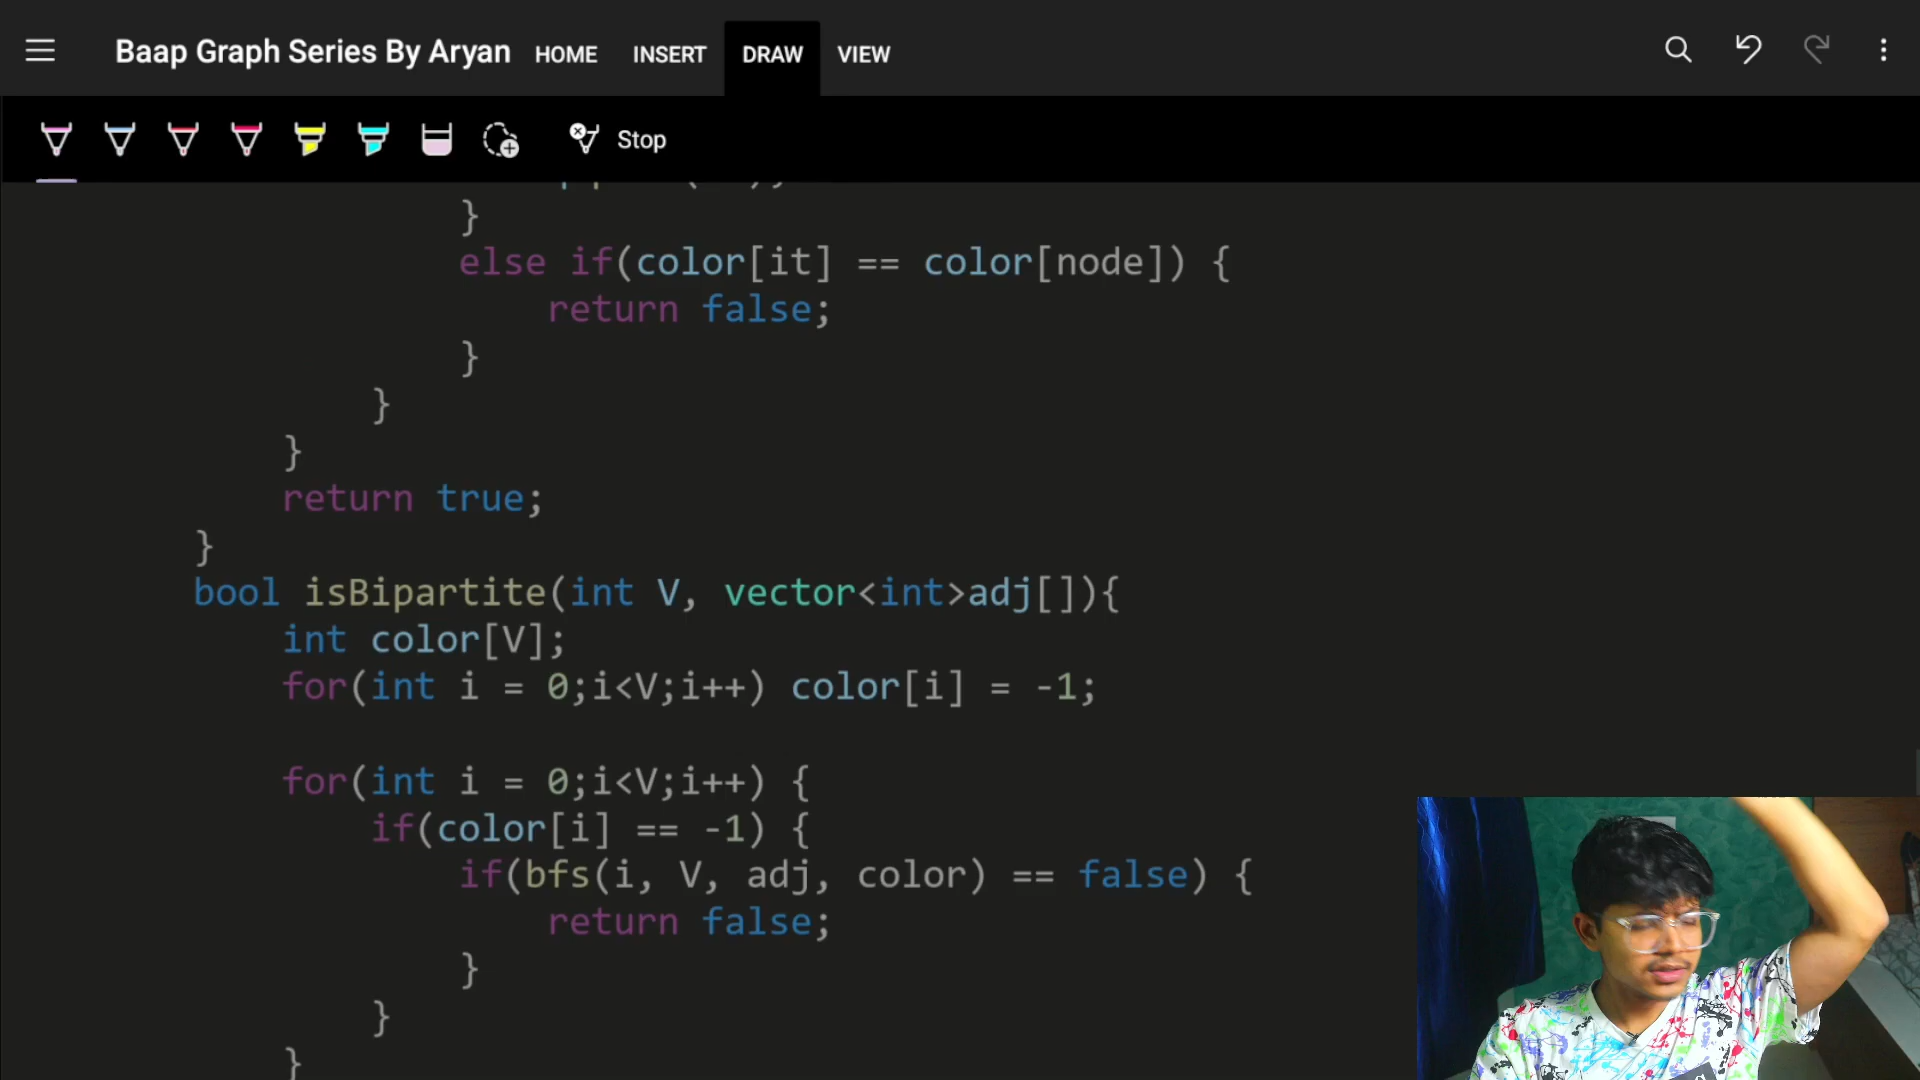 Baap Graph Series By Aryan HOME INSERT DRAW VIEW
Stop
}
else if(color[it] == color[node]) {
return false;
}
}
}
return true;
}
bool isBipartite(int V, vector<int>adj[]){
int color[V];
for(int i = 0;i<V;i++) color[i] = -1;
for(int i = 0;i<V;i++) {
if(color[i] == -1) {
if(bfs(i, V, adj, color) == false) {
return false;
}
}
}